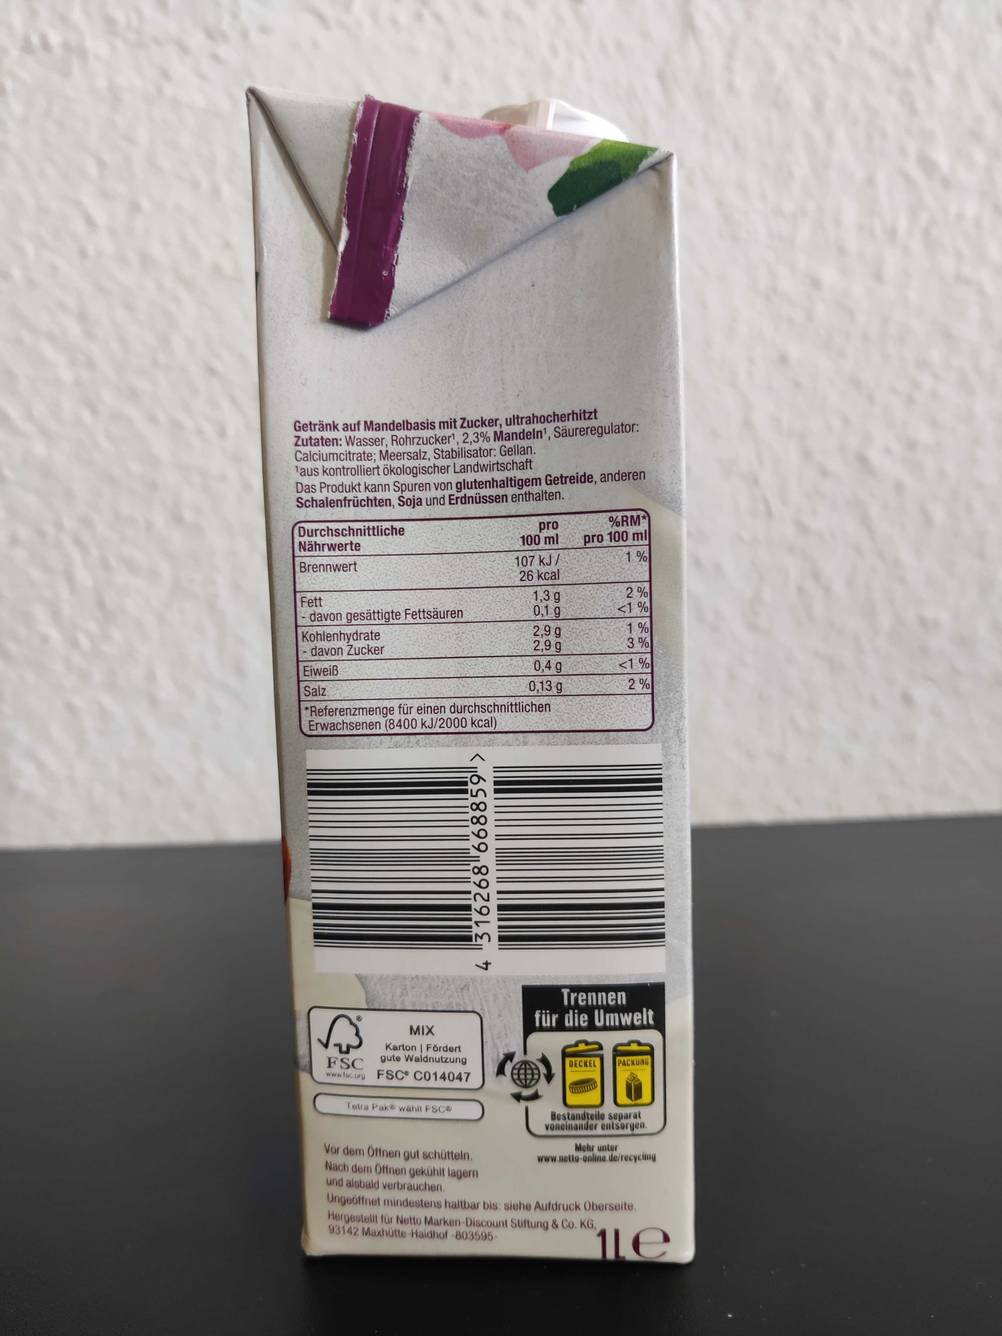 Getränk auf Mandelbasis mit Zucker, ultrahocherhitzt
Zutaten: Wasser, Rohrzucker¹, 2,3% Mandeln¹, Säureregulator:
Calciumcitrate; Meersalz, Stabilisator: Gellan.
¹aus kontrolliert ökologischer Landwirtschaft
Das Produkt kann Spuren von glutenhaltigem Getreide, anderen
Schalenfrüchten, Soja und Erdnüssen enthalten.
Durchschnittliche Nährwerte pro 100 ml %RM* pro 100 ml
Brennwert 107 kJ / 26 kcal 1 %
Fett 1,3 g 2 %
- davon gesättigte Fettsäuren 0,1 g <1 %
Kohlenhydrate 2,9 g 1 %
- davon Zucker 2,9 g 3 %
Eiweiß 0,4 g <1 %
Salz 0,13 g 2 %
*Referenzmenge für einen durchschnittlichen
Erwachsenen (8400 kJ/2000 kcal)
4 316268 668859 >
FSC®
www.fsc.org
MIX
Karton | Fördert
gute Waldnutzung
FSC® C014047
Tetra Pak® wählt FSC®
Trennen
für die Umwelt
DECKEL PACKUNG
Bestandteile separat
voneinander entsorgen.
Mehr unter
www.netto-online.de/recycling
Vor dem Öffnen gut schütteln.
Nach dem Öffnen gekühlt lagern
und alsbald verbrauchen.
Ungeöffnet mindestens haltbar bis: siehe Aufdruck Oberseite.
Hergestellt für Netto Marken-Discount Stiftung & Co. KG,
93142 Maxhütte-Haidhof -803595-
1L e